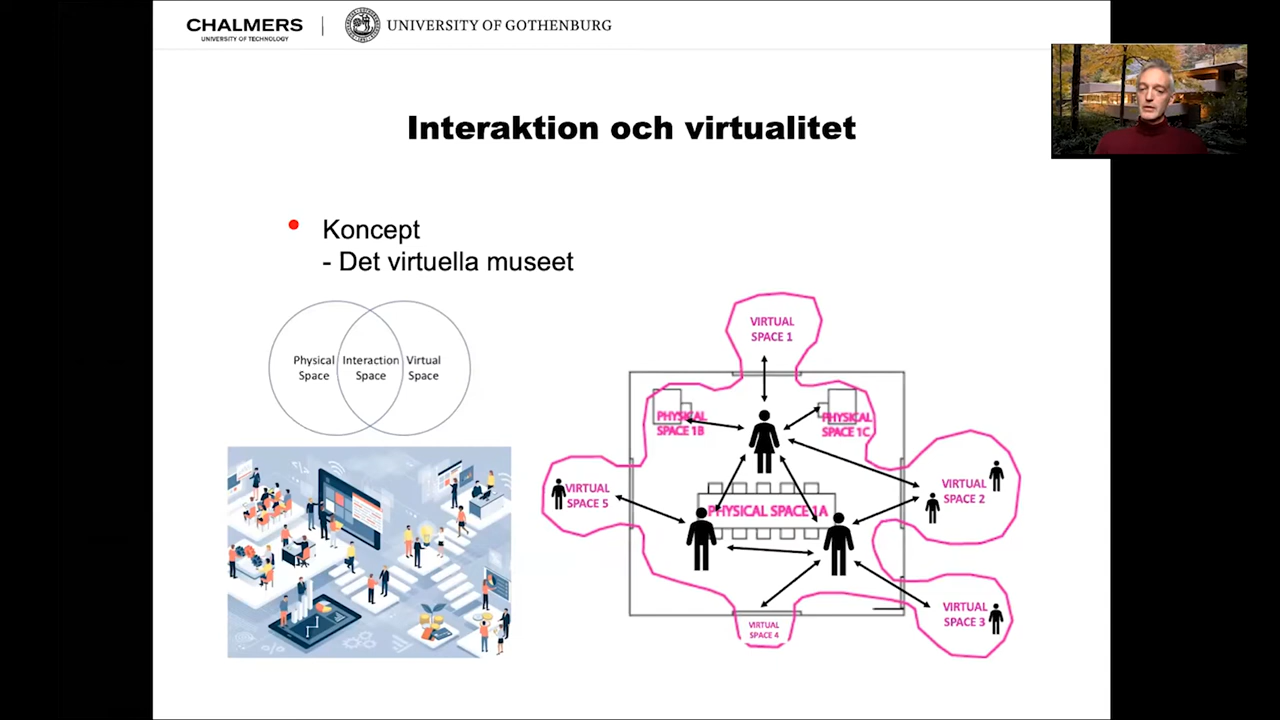 CHALMERS
UNIVERSITY OF TECHNOLOGY
UNIVERSITY OF GOTHENBURG
Interaktion och virtualitet
• Koncept
- Det virtuella museet
Physical
Space
Interaction
Space
Virtual
Space
VIRTUAL
SPACE 1
PHYSICAL
SPACE 1B
PHYSICAL
SPACE 1C
VIRTUAL
SPACE 5
VIRTUAL
SPACE 2
PHYSICAL SPACE 1A
VIRTUAL
SPACE 3
VIRTUAL
SPACE 4